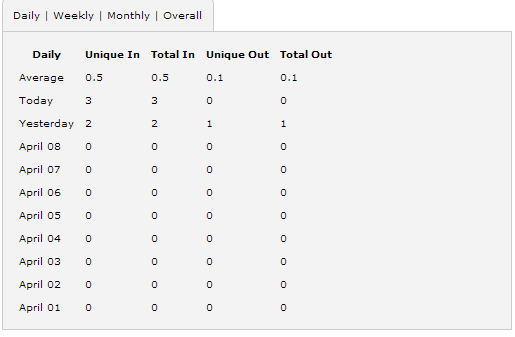 Daily | Weekly | Monthly | Overall
Daily Unique In Total In Unique Out Total Out
Average 0.5 0.5 0.1 0.1
Today 3 3 0 0
Yesterday 2 2 1 1
April 08 0 0 0 0
April 07 0 0 0 0
April 06 0 0 0 0
April 05 0 0 0 0
April 04 0 0 0 0
April 03 0 0 0 0
April 02 0 0 0 0
April 01 0 0 0 0